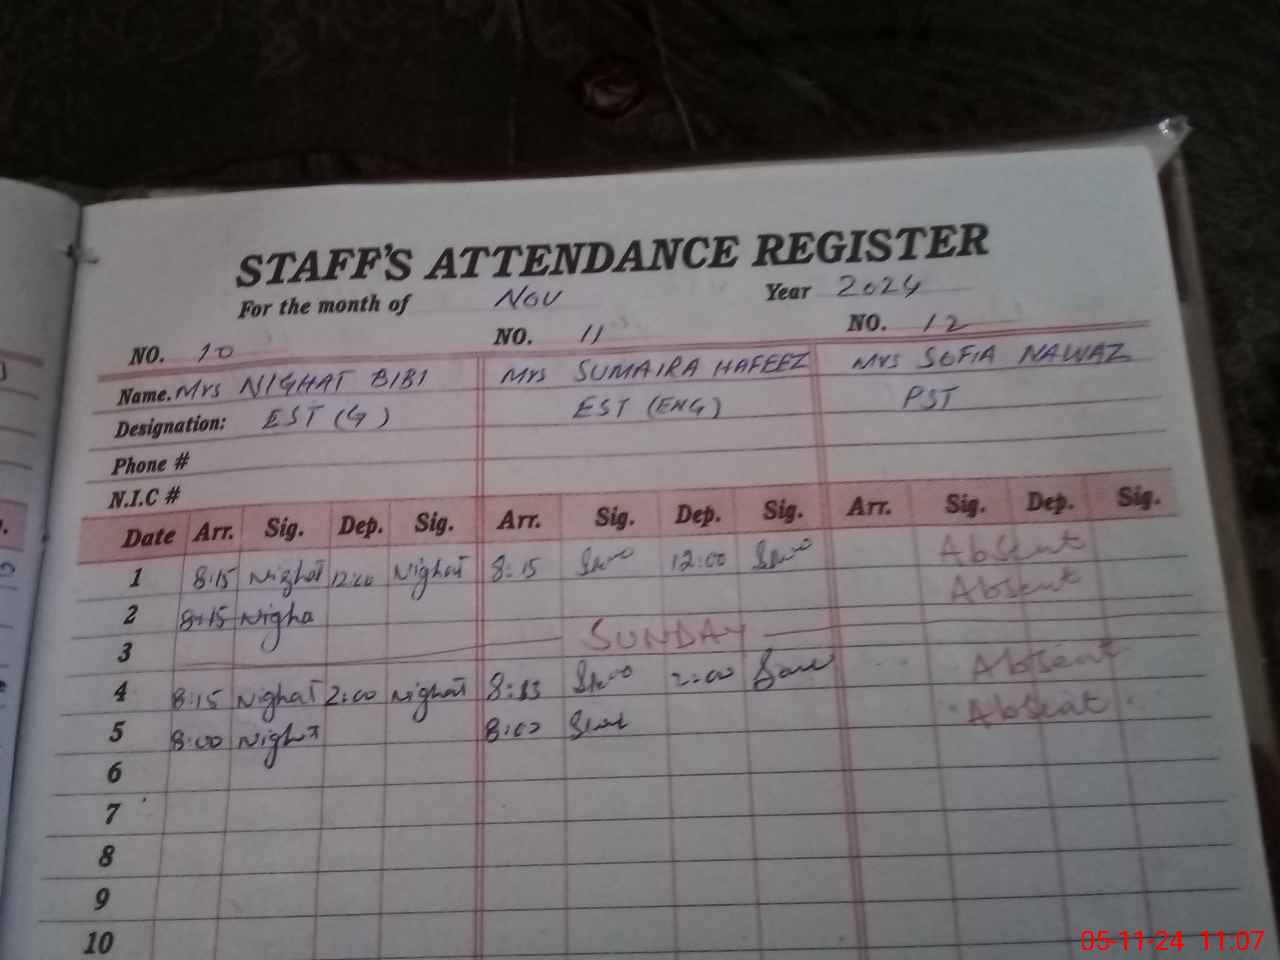 STAFF'S ATTENDANCE REGISTER
For the month of Nov Year 2024
NO. 10 NO. 11 NO. 12
Name. Mrs NIGHAT BIBI Mrs SUMAIRA HAFEEZ Mrs SOFIA NAWAZ
Designation: EST (G) EST (ENG) PST
Phone #
N.I.C #
Date Arr. Sig. Dep. Sig. Arr. Sig. Dep. Sig. Arr. Sig. Dep. Sig.
1 8:15 Nighat 12:00 Nighat 8:15 12:00 Absent
2 8:15 Nigha Absent
3 SUNDAY
4 8:15 Nighat 2:00 Nighat 2:00 Absent
5 8:00 Nighat Absent
6
7
8
9
10
05-11-24 11:07